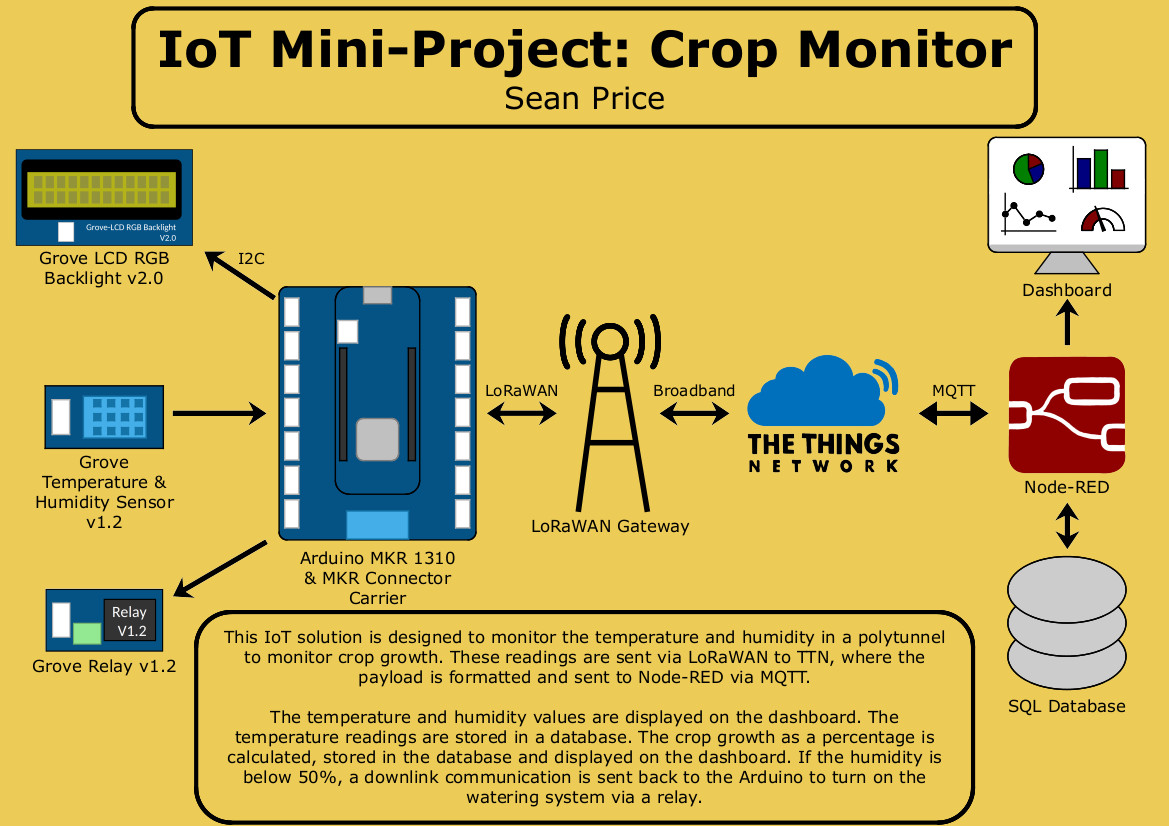 IoT Mini-Project: Crop Monitor
Sean Price
Grove-LCD RGB Backlight
V2.0
Grove LCD RGB
Backlight v2.0
I2C
Grove
Temperature &
Humidity Sensor
v1.2
Relay
V1.2
Grove Relay v1.2
Arduino MKR 1310
& MKR Connector
Carrier
LoRaWAN
LoRaWAN Gateway
Broadband
THE THINGS
NETWORK
MQTT
Dashboard
Node-RED
SQL Database
This IoT solution is designed to monitor the temperature and humidity in a polytunnel
to monitor crop growth. These readings are sent via LoRaWAN to TTN, where the
payload is formatted and sent to Node-RED via MQTT.
The temperature and humidity values are displayed on the dashboard. The
temperature readings are stored in a database. The crop growth as a percentage is
calculated, stored in the database and displayed on the dashboard. If the humidity is
below 50%, a downlink communication is sent back to the Arduino to turn on the
watering system via a relay.